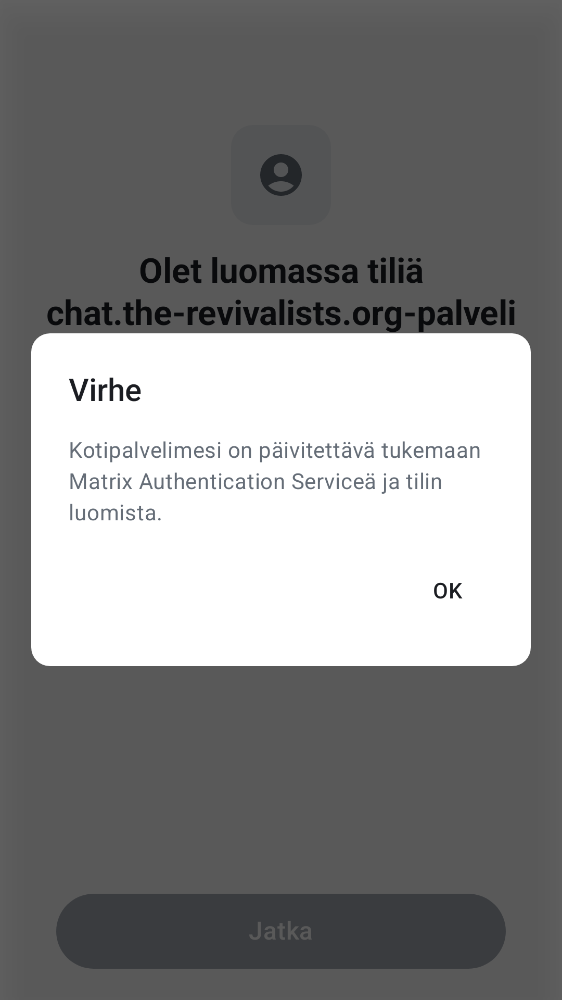 Olet luomassa tiliä
chat.the-revivalists.org-palveli
Virhe
Kotipalvelimesi on päivitettävä tukemaan
Matrix Authentication Serviceä ja tilin
luomista.
OK
Jatka